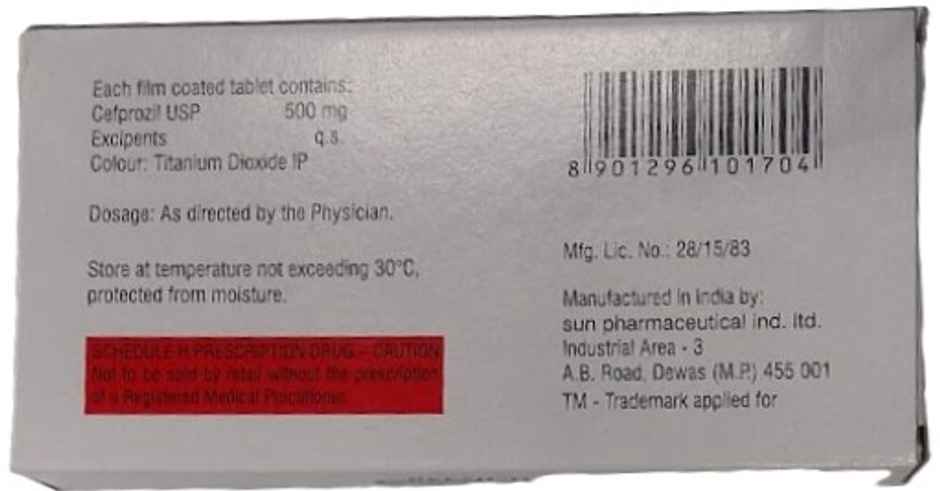 Each film coated tablet contains:
Cefprozil USP 500 mg
Excipents q.s.
Colour: Titanium Dioxide IP
Dosage: As directed by the Physician.
Store at temperature not exceeding 30°C,
protected from moisture.
SCHEDULE H PRESCRIPTION DRUG - CAUTION
Not to be sold by retail without the prescription
of a Registered Medical Practitioner.
8 901296 101704
Mfg. Lic. No.: 28/15/83
Manufactured in India by:
sun pharmaceutical ind. ltd.
Industrial Area - 3
A.B. Road, Dewas (M.P.) 455 001
TM - Trademark applied for